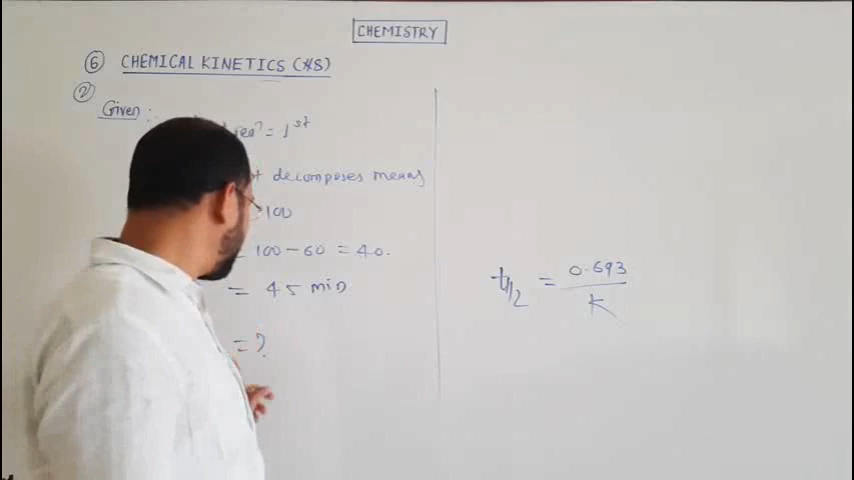 CHEMISTRY
6 CHEMICAL KINETICS (HS)
2
Given :-
= 1st
decomposes means
100
= 100 - 60 = 40.
= 45 min
= ?
t1/2 = 0.693 / K